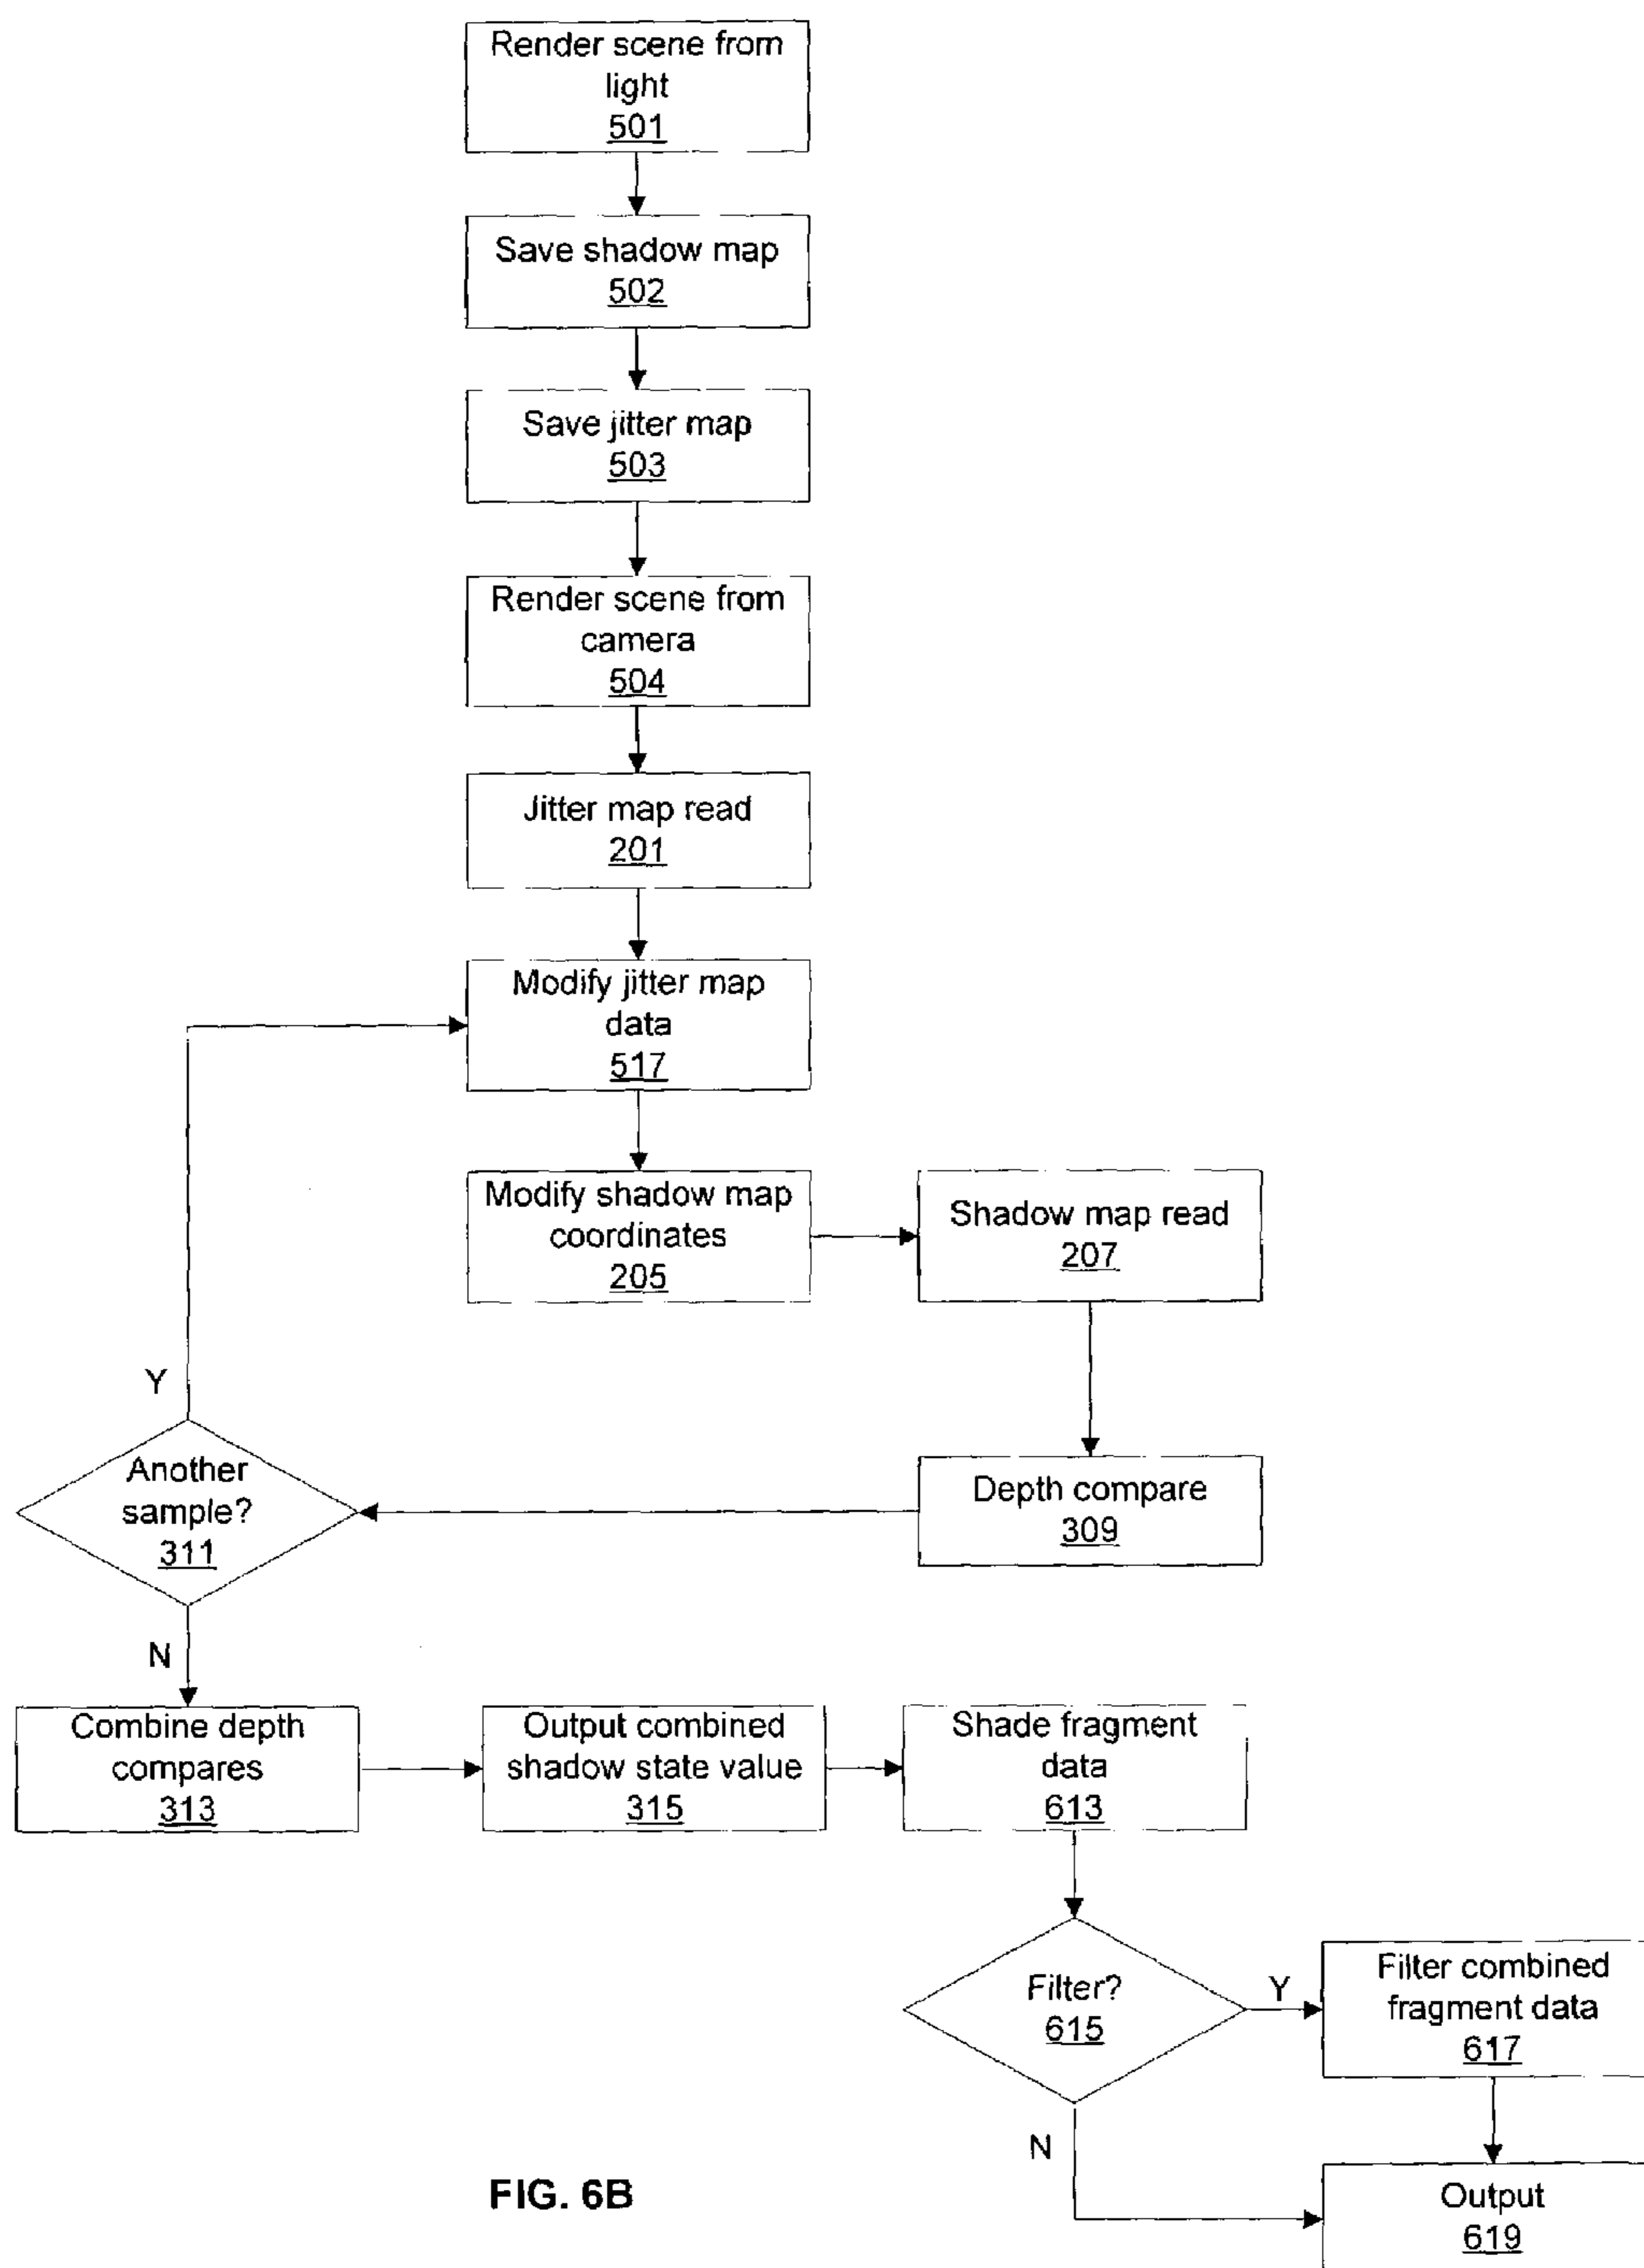 Render scene from
light
501
Save shadow map
502
Save jitter map
503
Render scene from
camera
504
Jitter map read
201
Modify jitter map
data
517
Modify shadow map
coordinates
205
Shadow map read
207
Y
Another
sample?
311
Depth compare
309
N
Combine depth
compares
313
Output combined
shadow state value
315
Shade fragment
data
613
Filter?
615
Y
Filter combined
fragment data
617
N
Output
619
FIG. 6B